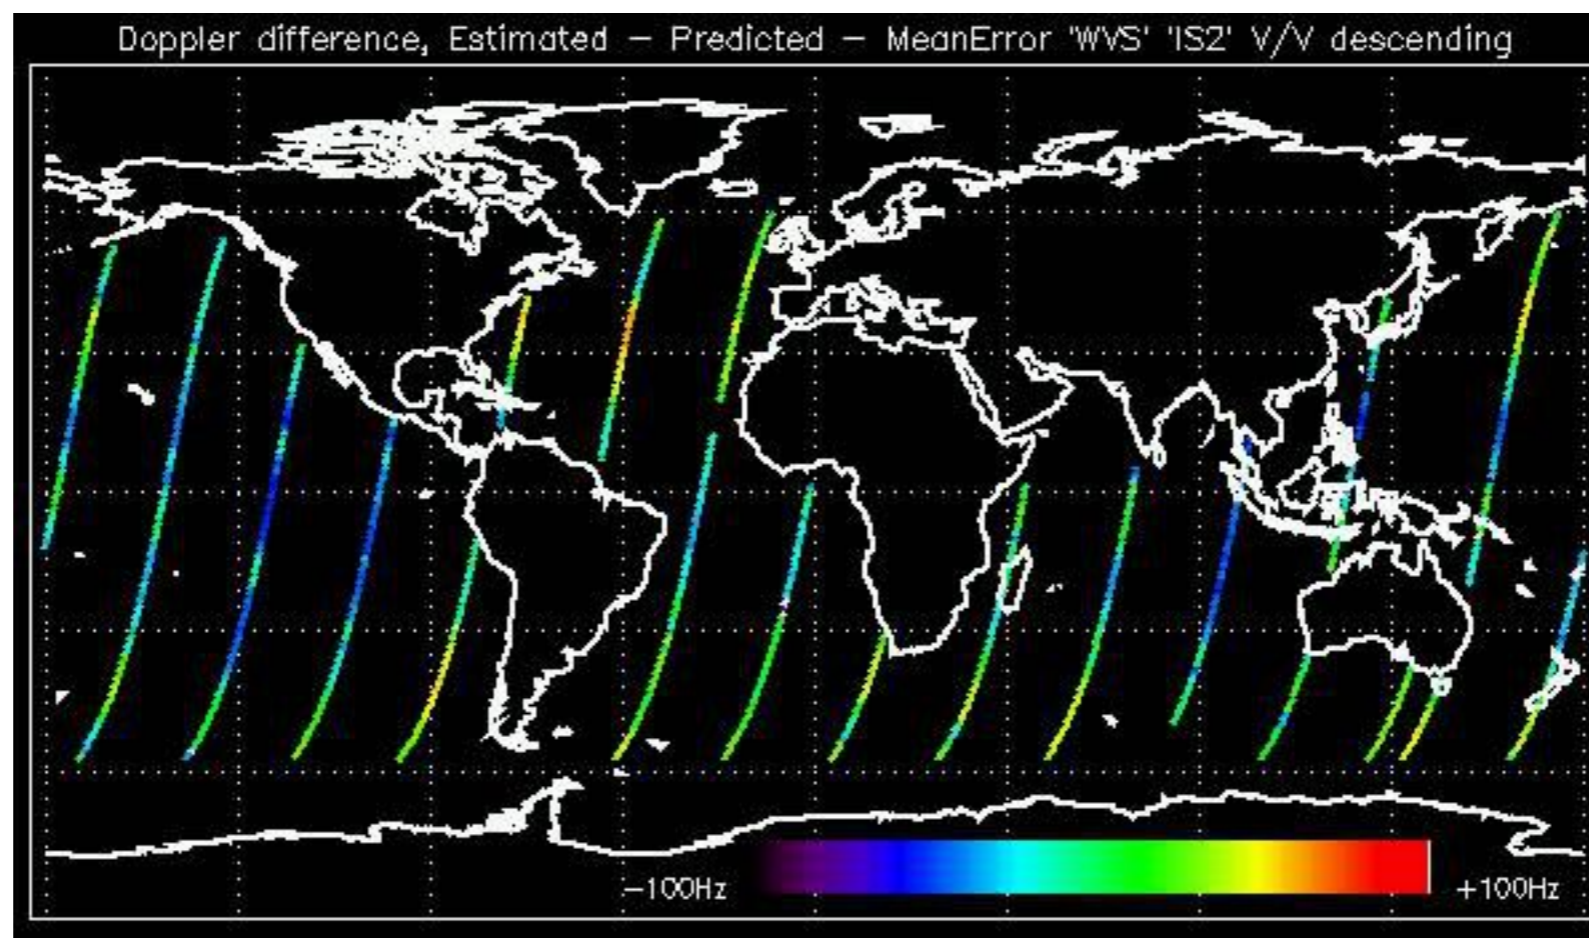 Doppler difference, Estimated – Predicted – MeanError 'WVS' 'IS2' V/V descending
–100Hz
+100Hz